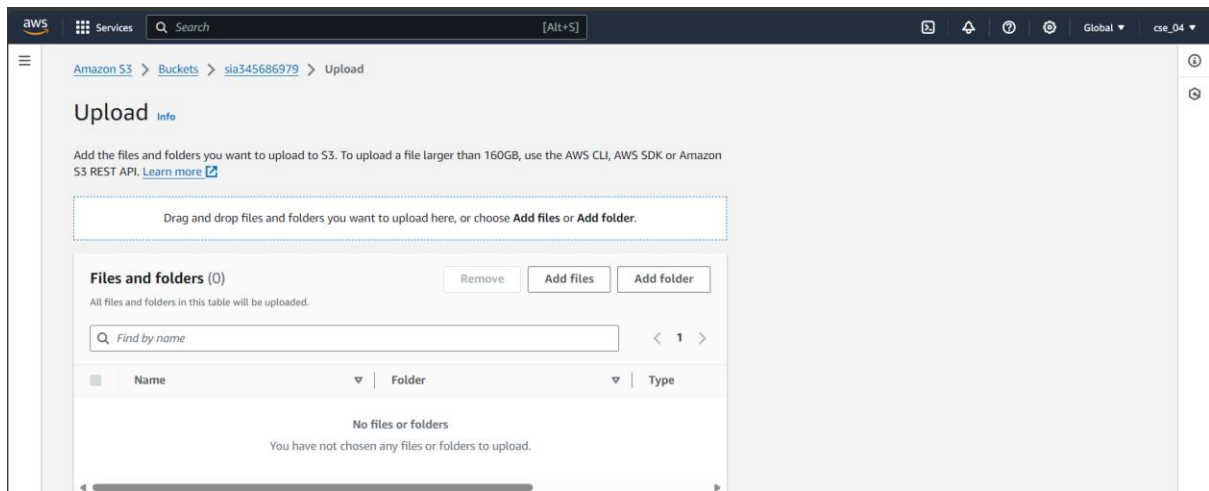 aws Services Search [Alt+S] Global cse_04
Amazon S3 > Buckets > sia345686979 > Upload
Upload Info
Add the files and folders you want to upload to S3. To upload a file larger than 160GB, use the AWS CLI, AWS SDK or Amazon
S3 REST API. Learn more
Drag and drop files and folders you want to upload here, or choose Add files or Add folder.
Files and folders (0) Remove Add files Add folder
All files and folders in this table will be uploaded.
Find by name < 1 >
Name Folder Type
No files or folders
You have not chosen any files or folders to upload.